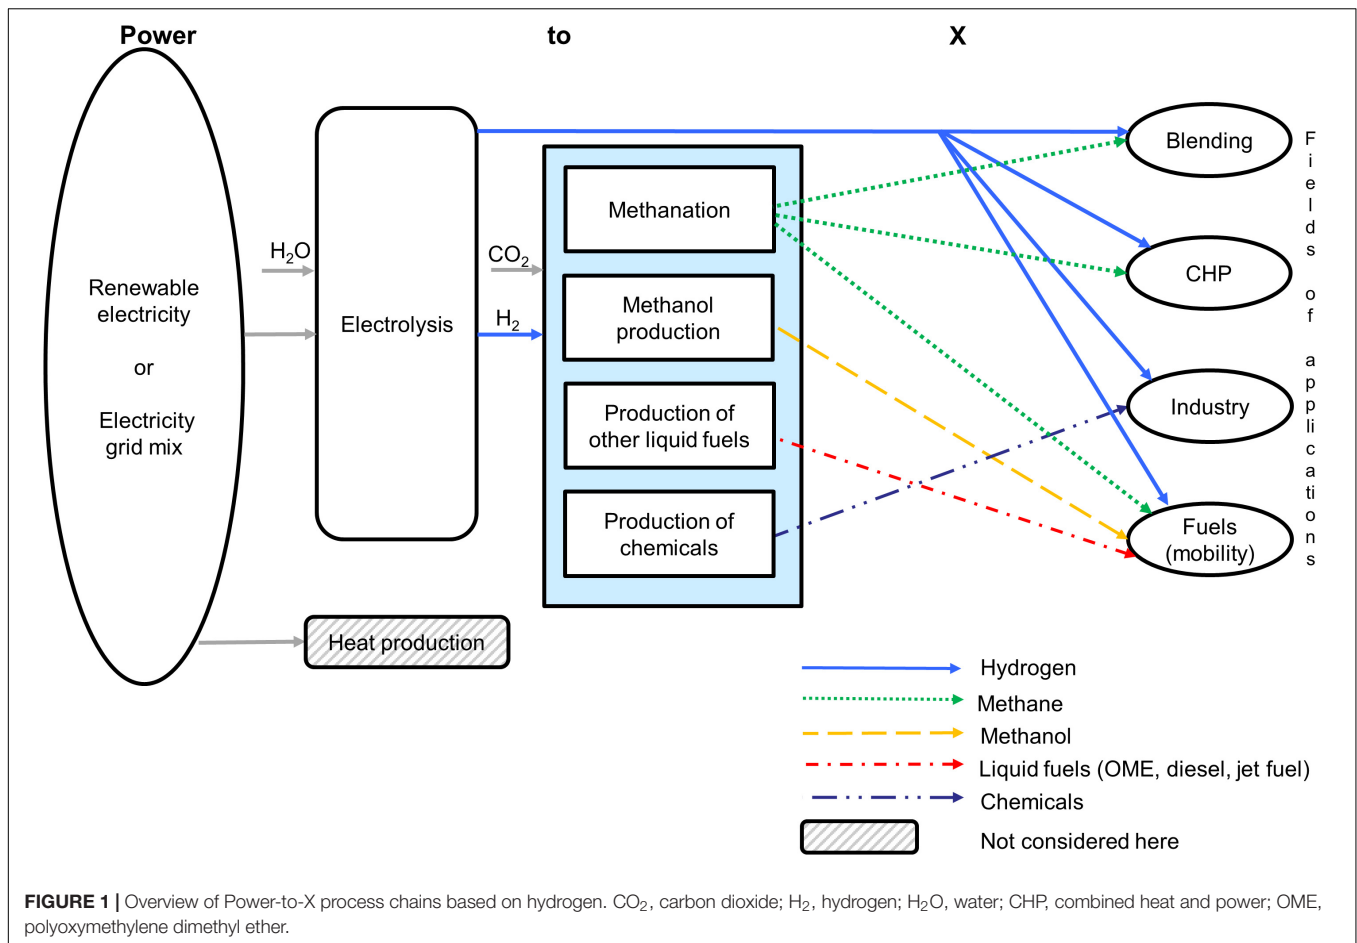 Power
to
X
Renewable
electricity
or
Electricity
grid mix
H₂O
Electrolysis
CO₂
H₂
Methanation
Methanol
production
Production of
other liquid fuels
Production of
chemicals
Heat production
Blending
CHP
Industry
Fuels
(mobility)
Fields of applications
Hydrogen
Methane
Methanol
Liquid fuels (OME, diesel, jet fuel)
Chemicals
Not considered here
FIGURE 1 | Overview of Power-to-X process chains based on hydrogen. CO₂, carbon dioxide; H₂, hydrogen; H₂O, water; CHP, combined heat and power; OME,
polyoxymethylene dimethyl ether.